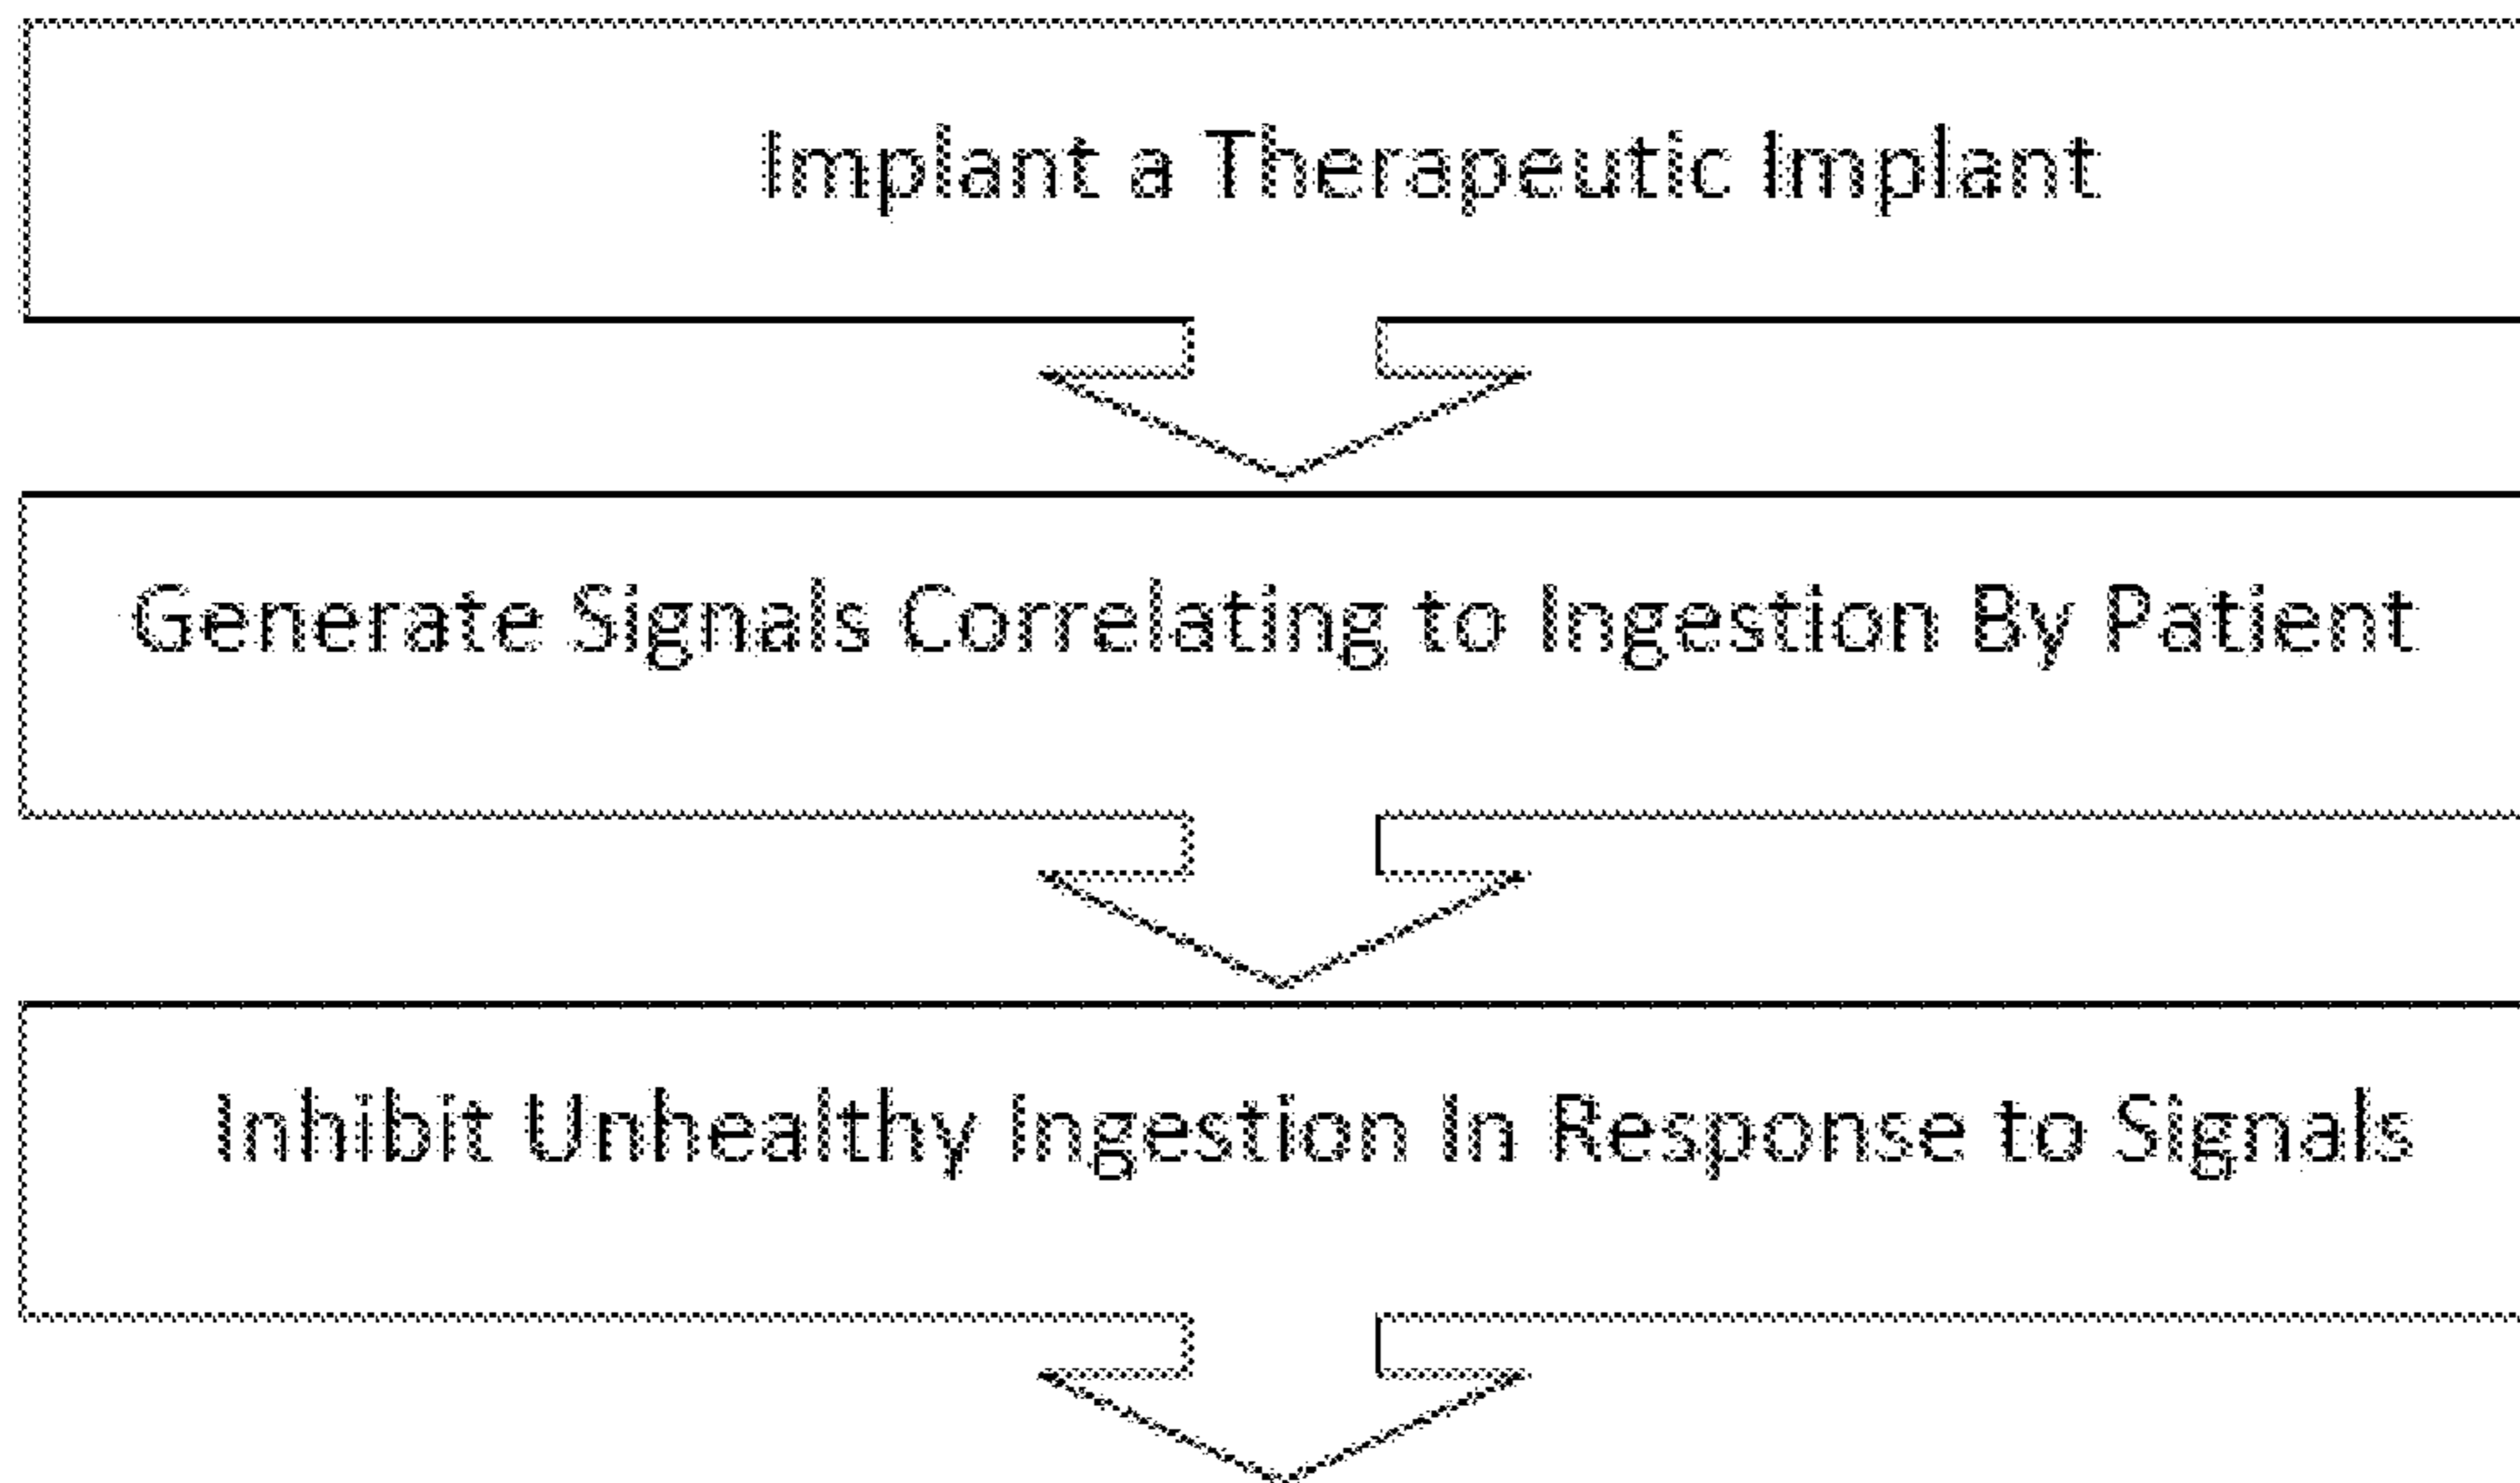 Implant a Therapeutic Implant
Generate Signals Correlating to Ingestion By Patient
Inhibit Unhealthy Ingestion In Response to Signals